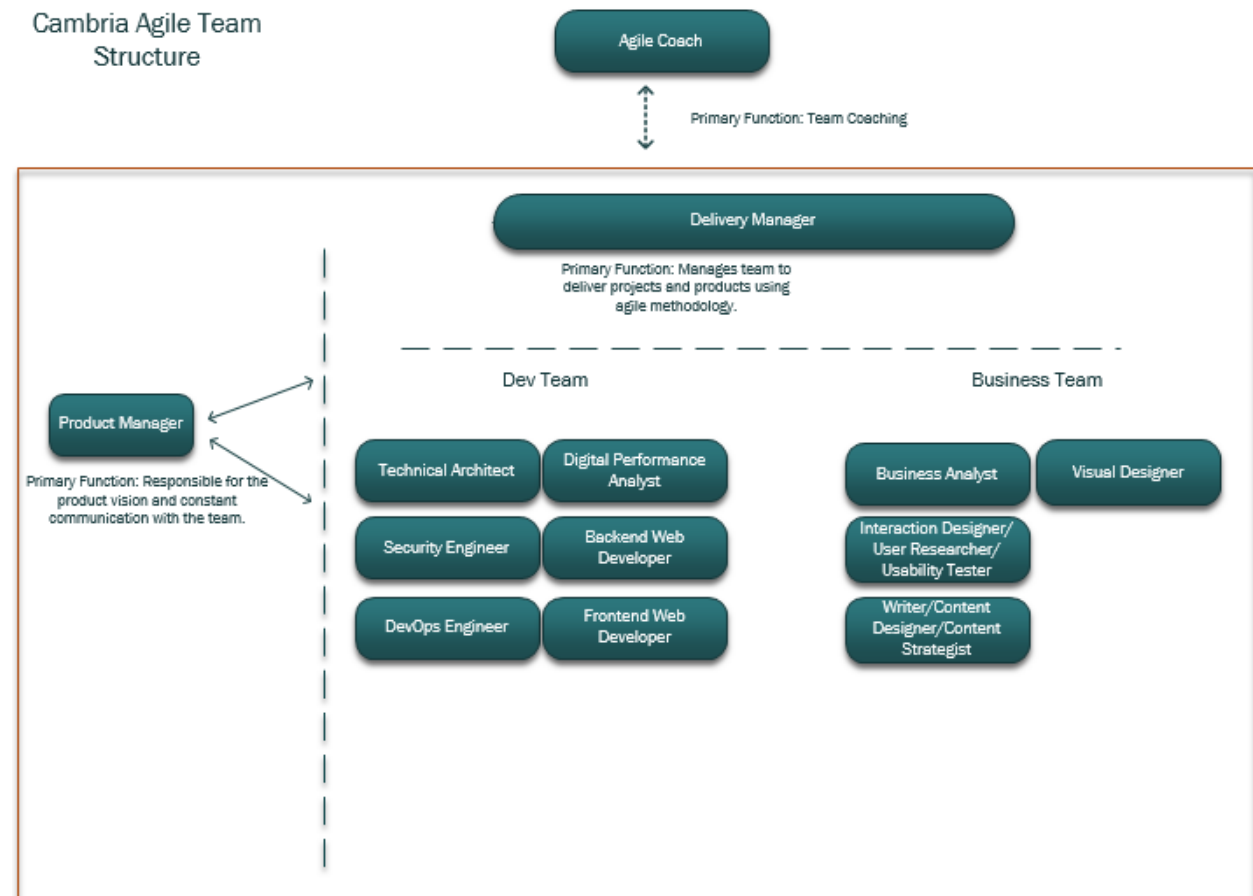 Cambria Agile Team
Structure
Agile Coach
Primary Function: Team Coaching
Delivery Manager
Primary Function: Manages team to
deliver projects and products using
agile methodology.
Dev Team
Business Team
Product Manager
Primary Function: Responsible for the
product vision and constant
communication with the team.
Technical Architect
Digital Performance
Analyst
Security Engineer
Backend Web
Developer
DevOps Engineer
Frontend Web
Developer
Business Analyst
Visual Designer
Interaction Designer/
User Researcher/
Usability Tester
Writer/Content
Designer/Content
Strategist